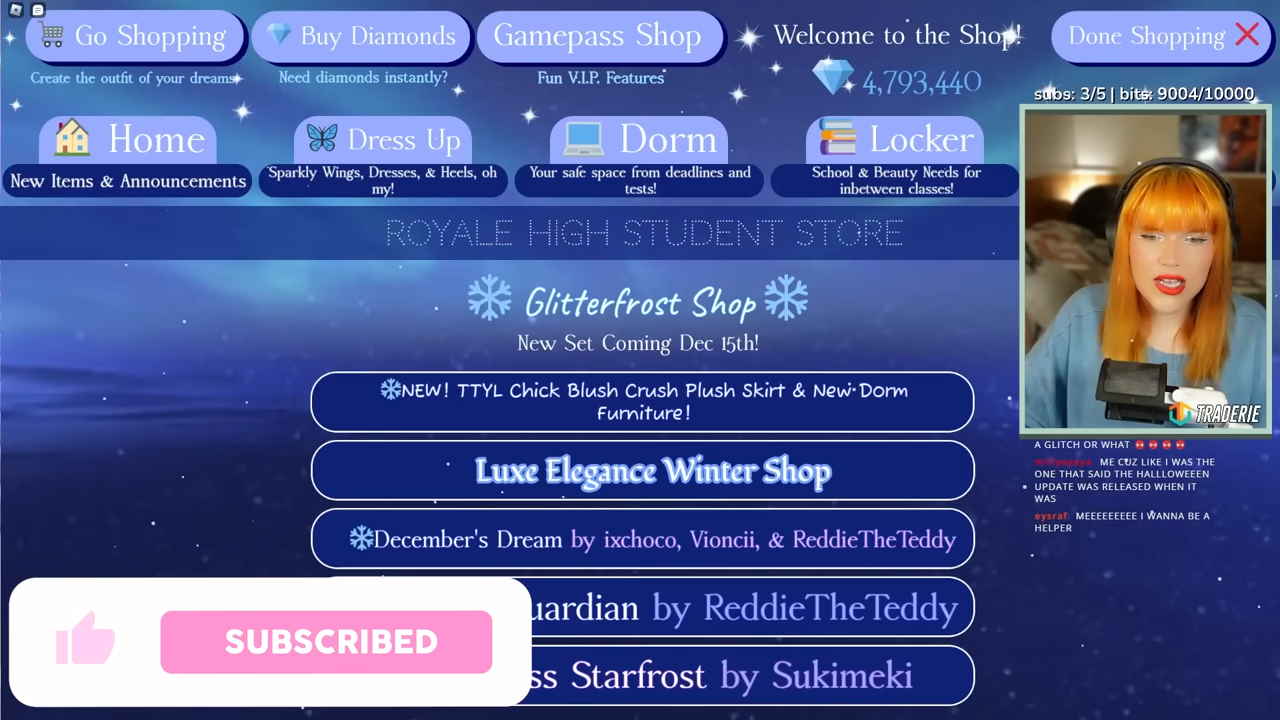 Go Shopping
Buy Diamonds
Gamepass Shop
Welcome to the Shop!
Done Shopping
Create the outfit of your dreams
Need diamonds instantly?
Fun V.I.P. Features
4,793,440
subs: 3/5 | bits: 9004/10000
Home
Dress Up
Dorm
Locker
New Items & Announcements
Sparkly Wings, Dresses, & Heels, oh
my!
Your safe space from deadlines and
tests!
School & Beauty Needs for
inbetween classes!
ROYALE HIGH STUDENT STORE
Glitterfrost Shop
New Set Coming Dec 15th!
NEW! TTYL Chick Blush Crush Plush Skirt & New Dorm
Furniture!
Luxe Elegance Winter Shop
December's Dream by ixchoco, Vioncii, & ReddieTheTeddy
uardian by ReddieTheTeddy
ss Starfrost by Sukimeki
SUBSCRIBED
TRADERIE
A GLITCH OR WHAT
ME CUZ LIKE I WAS THE
ONE THAT SAID THE HALLLOWEEEN
UPDATE WAS RELEASED WHEN IT
WAS
eysraf MEEEEEEEE I WANNA BE A
HELPER